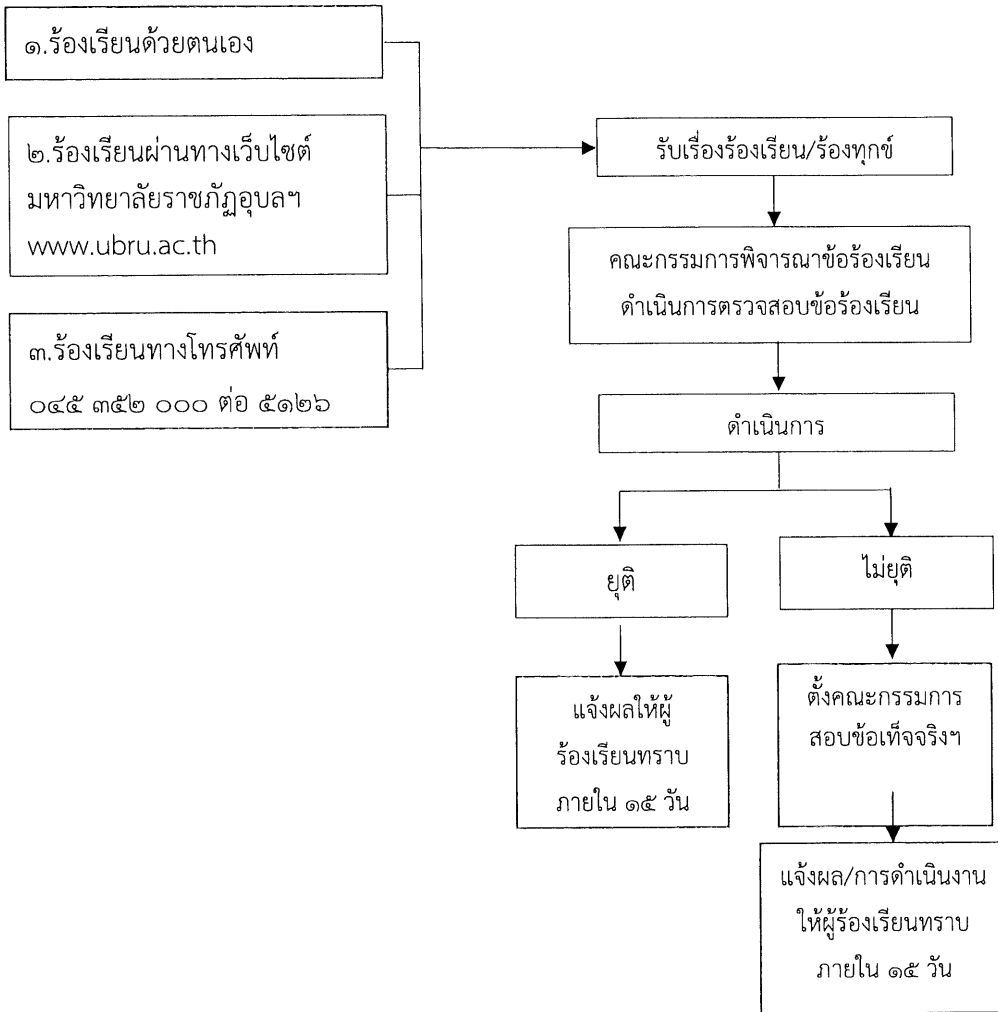 ๑.ร้องเรียนด้วยตนเอง
๒.ร้องเรียนผ่านทางเว็บไซต์
มหาวิทยาลัยราชภัฏอุบลฯ
www.ubru.ac.th
๓.ร้องเรียนทางโทรศัพท์
๐๔๕ ๓๕๒ ๐๐๐ ต่อ ๕๑๒๖
รับเรื่องร้องเรียน/ร้องทุกข์
คณะกรรมการพิจารณาข้อร้องเรียน
ดำเนินการตรวจสอบข้อร้องเรียน
ดำเนินการ
ยุติ
ไม่ยุติ
แจ้งผลให้ผู้
ร้องเรียนทราบ
ภายใน ๑๕ วัน
ตั้งคณะกรรมการ
สอบข้อเท็จจริงฯ
แจ้งผล/การดำเนินงาน
ให้ผู้ร้องเรียนทราบ
ภายใน ๑๕ วัน